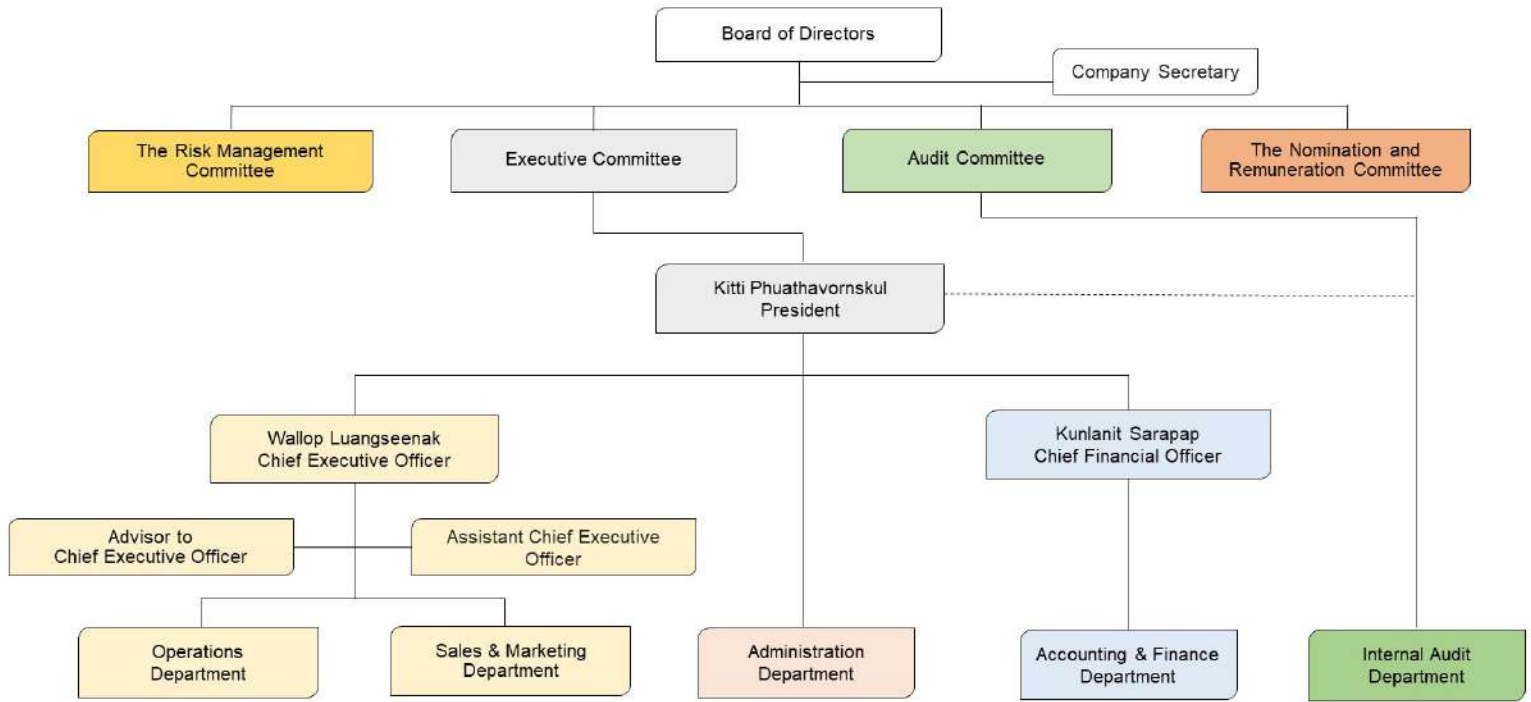 Board of Directors
Company Secretary
The Risk Management
Committee
Executive Committee
Audit Committee
The Nomination and
Remuneration Committee
Kitti Phuathavornskul
President
Wallop Luangseenak
Chief Executive Officer
Kunlanit Sarapap
Chief Financial Officer
Advisor to
Chief Executive Officer
Assistant Chief Executive
Officer
Operations
Department
Sales & Marketing
Department
Administration
Department
Accounting & Finance
Department
Internal Audit
Department